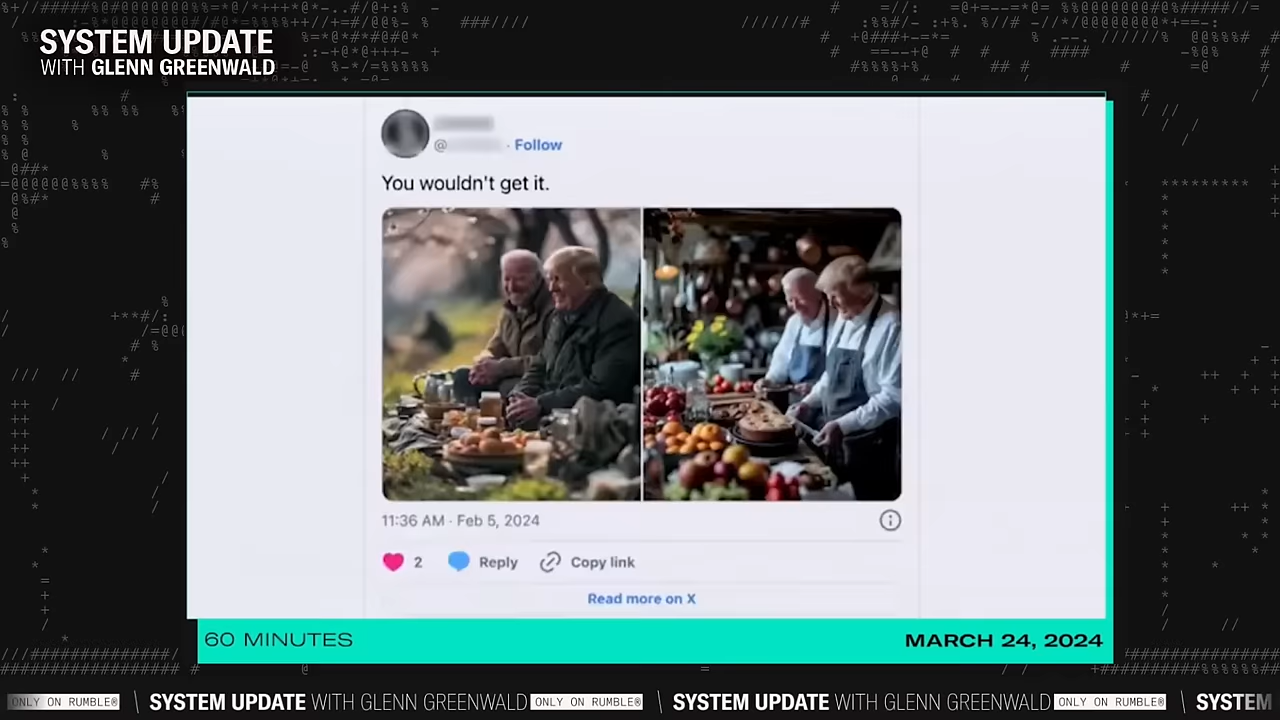 SYSTEM UPDATE
WITH GLENN GREENWALD
@ · Follow
You wouldn't get it.
11:36 AM · Feb 5, 2024
2 Reply Copy link
Read more on X
60 MINUTES
MARCH 24, 2024
ONLY ON RUMBLE® SYSTEM UPDATE WITH GLENN GREENWALD ONLY ON RUMBLE® SYSTEM UPDATE WITH GLENN GREENWALD ONLY ON RUMBLE® SYSTEM